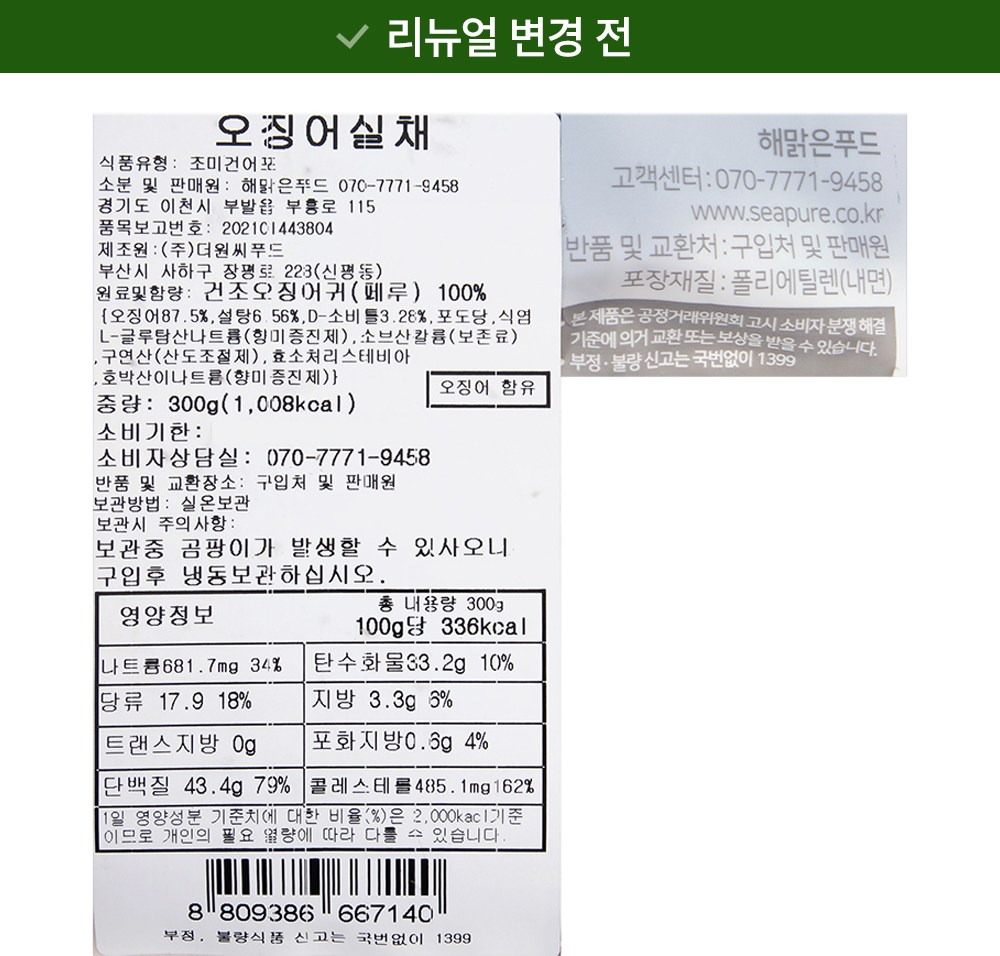 리뉴얼 변경 전
오징어실채
식품유형: 조미건어포
소분 및 판매원: 해맑은푸드 070-7771-9458
경기도 이천시 부발읍 부흥로 115
품목보고번호: 202101443804
제조원:(주)더원씨푸드
부산시 사하구 장평로 223(신평동)
원료및함량: 건조오징어귀(페루) 100%
{오징어87.5%,설탕6.56%,D-소비톨3.28%,포도당,식염
L-글루탐산나트륨(향미증진제),소브산칼륨(보존료)
,구연산(산도조절제),효소처리스테비아
,호박산이나트륨(향미증진제)}
오징어 함유
중량: 300g(1,008kcal)
소비기한:
소비자상담실: 070-7771-9458
반품 및 교환장소: 구입처 및 판매원
보관방법: 실온보관
보관시 주의사항:
보관중 곰팡이가 발생할 수 있사오니
구입후 냉동보관하십시오.
영양정보
총 내용량 300g
100g당 336kcal
나트륨681.7mg 34% 탄수화물33.2g 10%
당류 17.9 18% 지방 3.3g 6%
트랜스지방 0g 포화지방0.6g 4%
단백질 43.4g 79% 콜레스테롤485.1mg162%
1일 영양성분 기준치에 대한 비율(%)은 2,000kacl기준
이므로 개인의 필요 열량에 따라 다를 수 있습니다.
8 809386 667140
부정, 불량식품 신고는 국번없이 1399
해맑은푸드
고객센터:070-7771-9458
www.seapure.co.kr
반품 및 교환처:구입처 및 판매원
포장재질:폴리에틸렌(내면)
본 제품은 공정거래위원회 고시 소비자 분쟁 해결
기준에 의거 교환 또는 보상을 받을 수 있습니다.
부정·불량 신고는 국번없이 1399